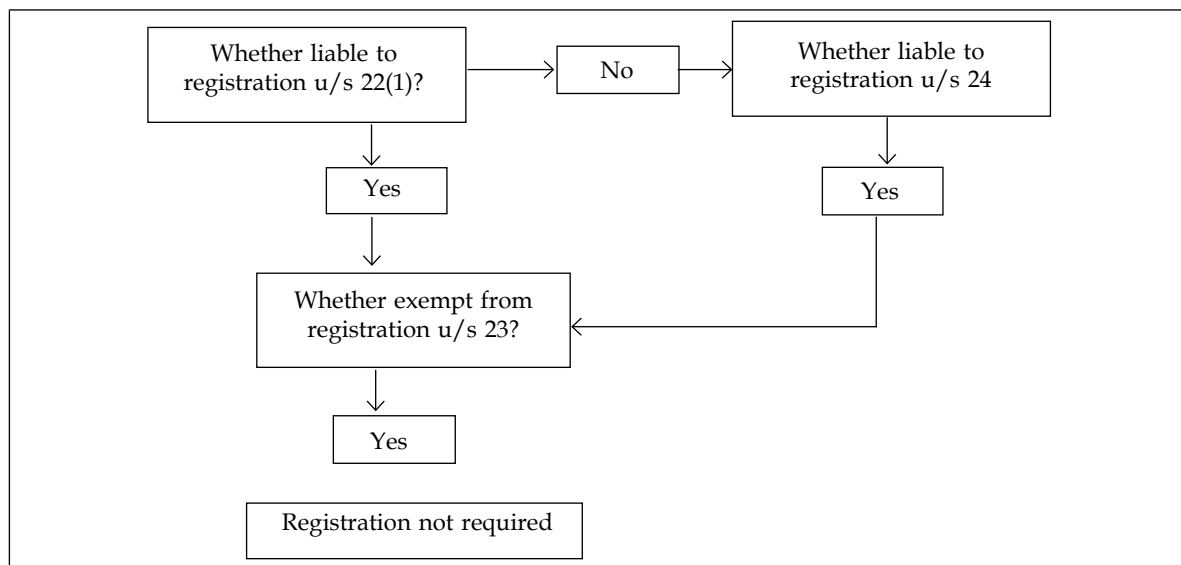 Whether liable to
registration u/s 22(1)?
No
Whether liable to
registration u/s 24
Yes
Yes
Whether exempt from
registration u/s 23?
Yes
Registration not required